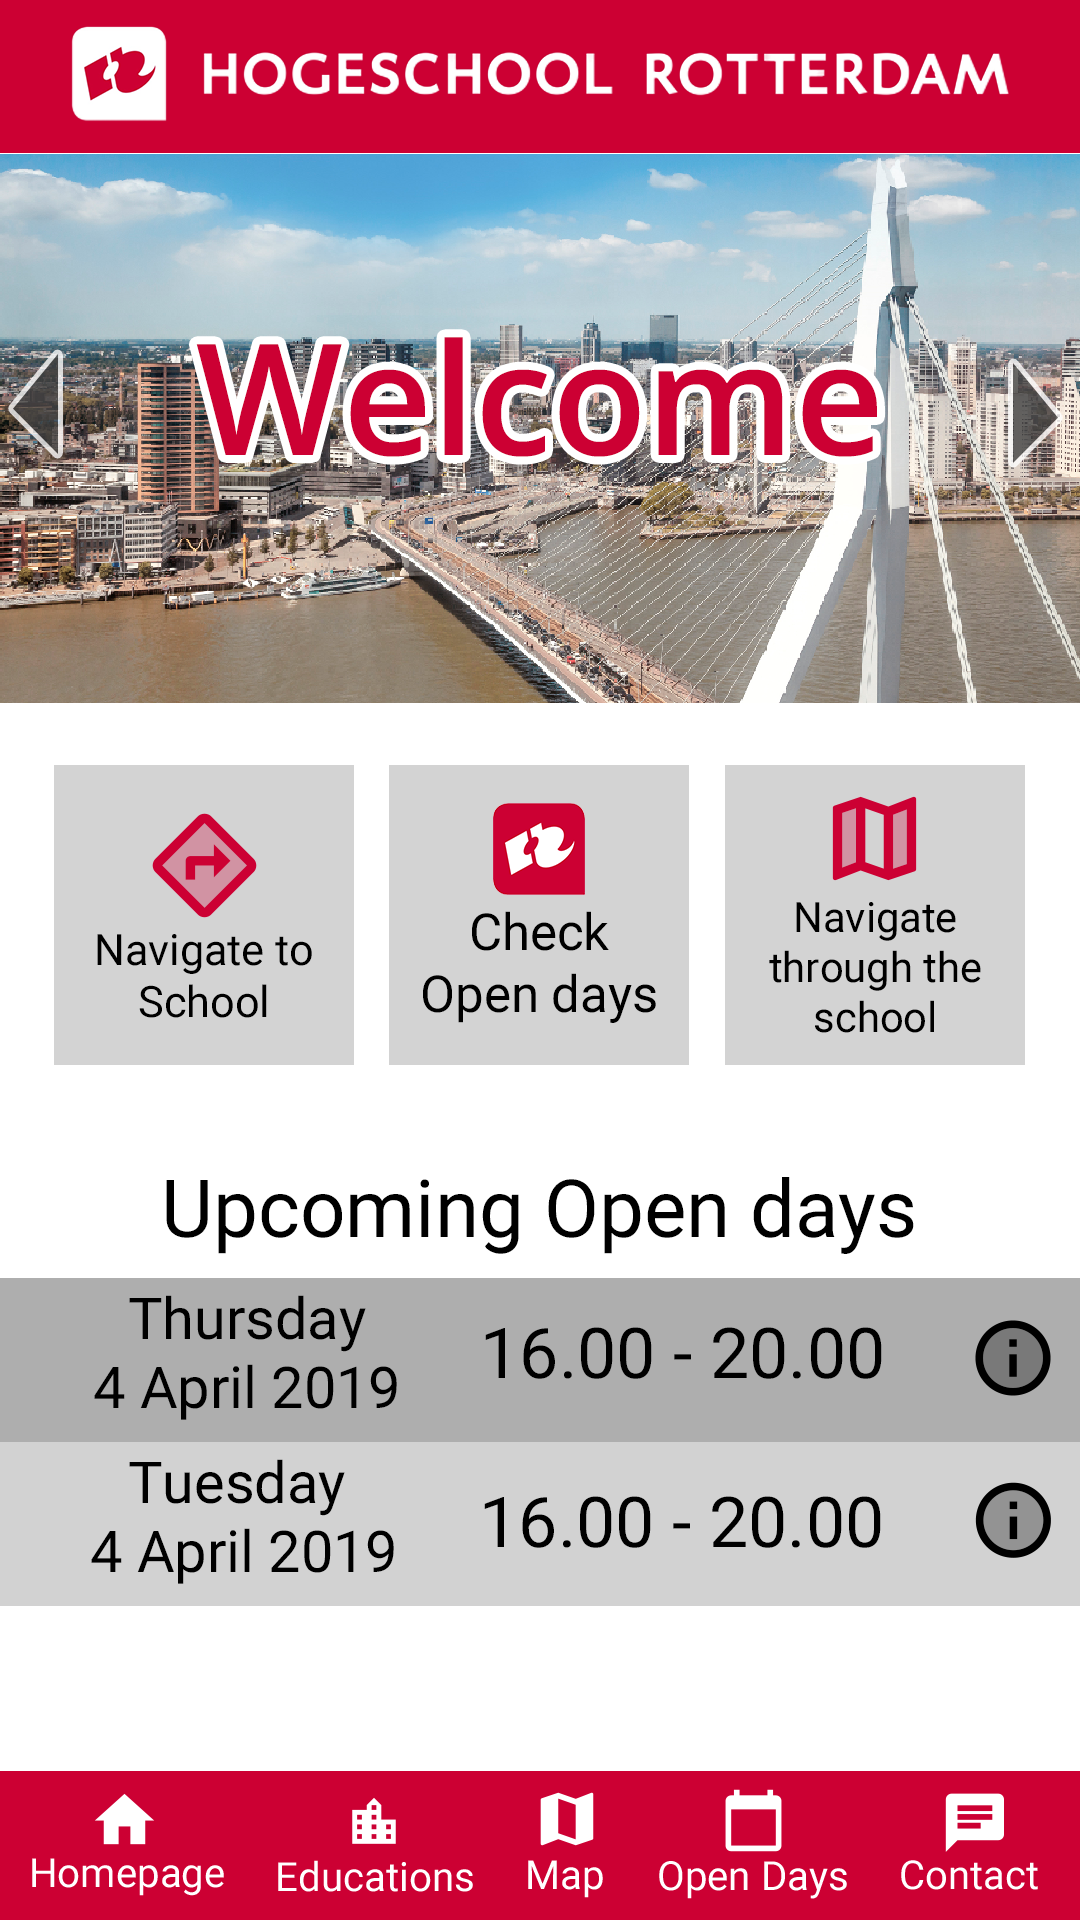 HOGESCHOOL ROTTERDAM
Welcome
Navigate to
School
Check
Open days
Navigate
through the
school
Upcoming Open days
Thursday
4 April 2019
16.00 - 20.00
Tuesday
4 April 2019
16.00 - 20.00
Homepage
Educations
Map
Open Days
Contact